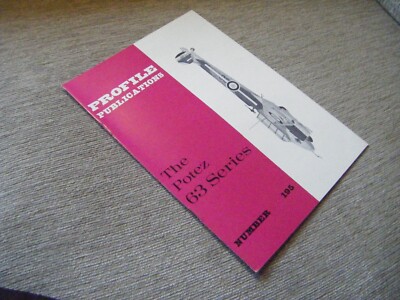 PROFILE
PUBLICATIONS
The
Potez
63 Series
NUMBER 195